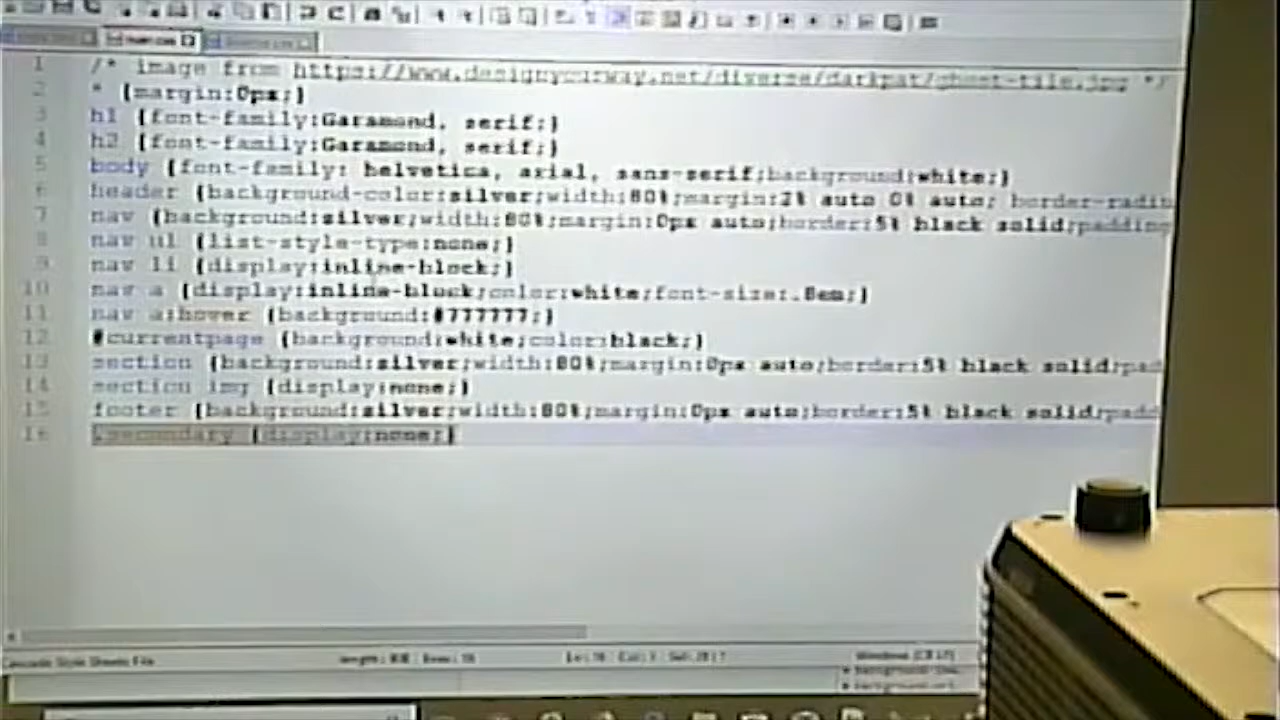 1 /* image from https://www.designyourway.net/diverse/darkpat/ghost-tile.jpg */
2 * {margin:0px;}
3 h1 {font-family:Garamond, serif;}
4 h2 {font-family:Garamond, serif;}
5 body {font-family: helvetica, arial, sans-serif;background:white;}
6 header {background-color:silver;width:80%;margin:2% auto 0% auto; border-radiu
7 nav {background:silver;width:80%;margin:0px auto;border:5% black solid;padding
8 nav ul {list-style-type:none;}
9 nav li {display:inline-block;}
10 nav a {display:inline-block;color:white;font-size:.8em;}
11 nav a:hover {background:#777777;}
12 #currentpage {background:white;color:black;}
13 section {background:silver;width:80%;margin:0px auto;border:5% black solid;pad
14 section img {display:none;}
15 footer {background:silver;width:80%;margin:0px auto;border:5% black solid;padd
16 .secondary {display:none;}
Cascade Style Sheets File Windows (CR LF)